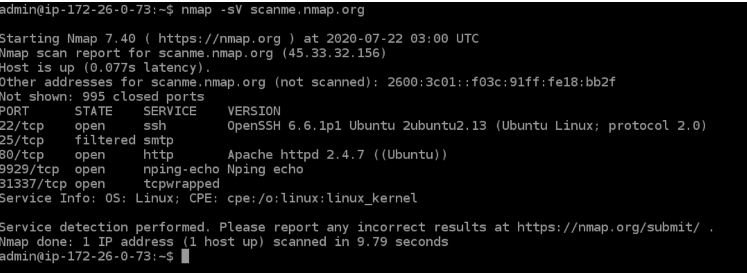 admin@ip-172-26-0-73:~$ nmap -sV scanme.nmap.org
Starting Nmap 7.40 ( https://nmap.org ) at 2020-07-22 03:00 UTC
Nmap scan report for scanme.nmap.org (45.33.32.156)
Host is up (0.077s latency).
Other addresses for scanme.nmap.org (not scanned): 2600:3c01::f03c:91ff:fe18:bb2f
Not shown: 995 closed ports
PORT      STATE    SERVICE    VERSION
22/tcp    open     ssh        OpenSSH 6.6.1p1 Ubuntu 2ubuntu2.13 (Ubuntu Linux; protocol 2.0)
25/tcp    filtered smtp
80/tcp    open     http       Apache httpd 2.4.7 ((Ubuntu))
9929/tcp  open     nping-echo Nping echo
31337/tcp open     tcpwrapped
Service Info: OS: Linux; CPE: cpe:/o:linux:linux_kernel
Service detection performed. Please report any incorrect results at https://nmap.org/submit/ .
Nmap done: 1 IP address (1 host up) scanned in 9.79 seconds
admin@ip-172-26-0-73:~$